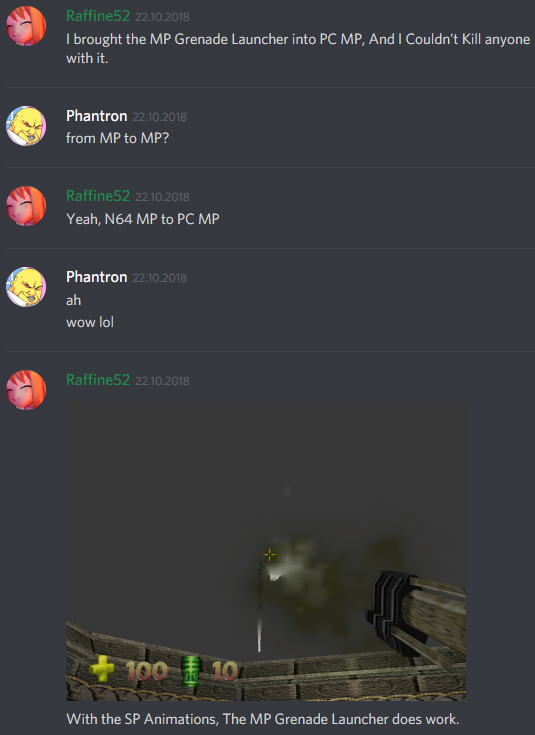 Raffine52 22.10.2018
I brought the MP Grenade Launcher into PC MP, And I Couldn't Kill anyone
with it.
Phantron 22.10.2018
from MP to MP?
Raffine52 22.10.2018
Yeah, N64 MP to PC MP
Phantron 22.10.2018
ah
wow lol
Raffine52 22.10.2018
100 10
With the SP Animations, The MP Grenade Launcher does work.